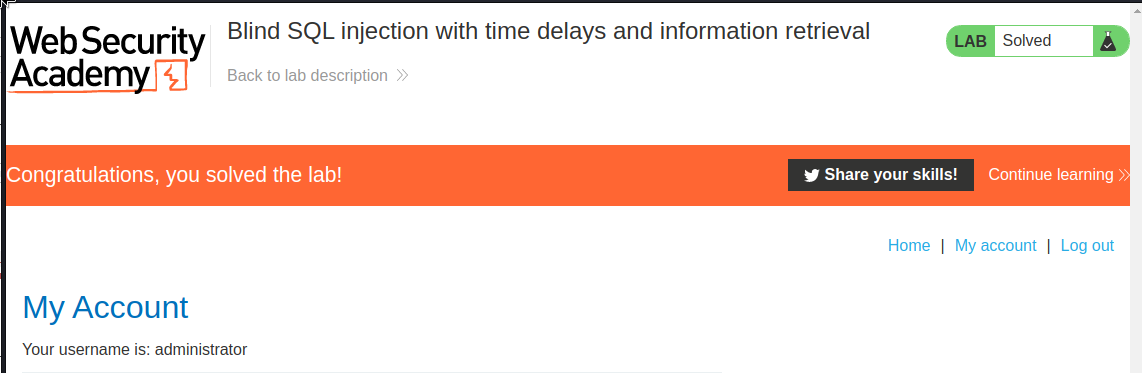 Web Security
Academy
Blind SQL injection with time delays and information retrieval
Back to lab description
LAB Solved
Congratulations, you solved the lab!
Share your skills!
Continue learning
Home | My account | Log out
My Account
Your username is: administrator